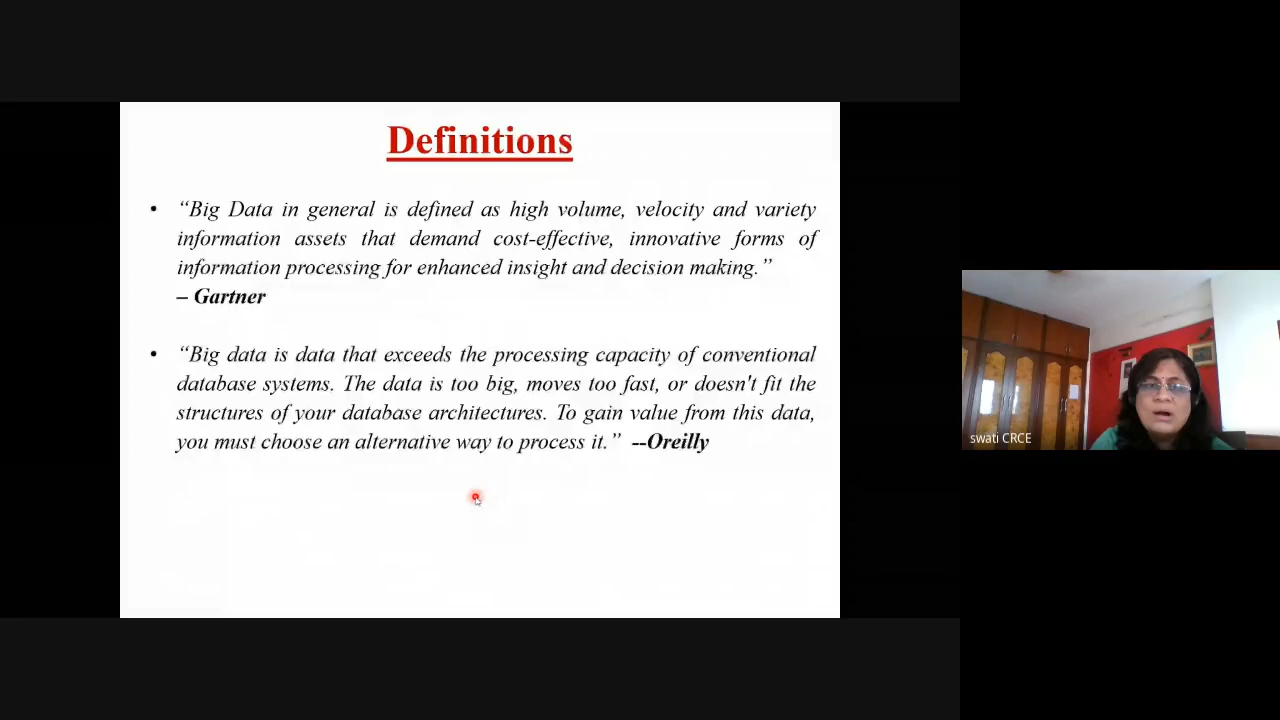 Definitions
• “Big Data in general is defined as high volume, velocity and variety
information assets that demand cost-effective, innovative forms of
information processing for enhanced insight and decision making.”
– Gartner
• “Big data is data that exceeds the processing capacity of conventional
database systems. The data is too big, moves too fast, or doesn't fit the
structures of your database architectures. To gain value from this data,
you must choose an alternative way to process it.” --Oreilly
swati CRCE